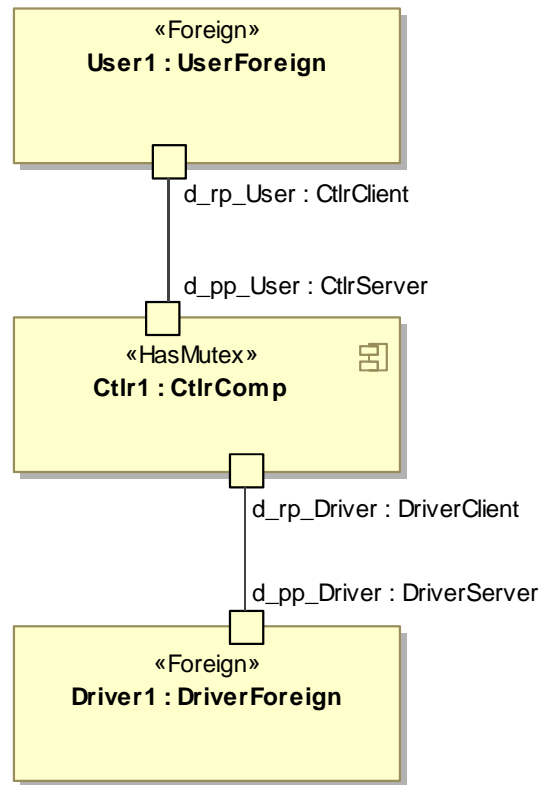 «Foreign»
User1 : UserForeign
d_rp_User : CtlrClient
d_pp_User : CtlrServer
«HasMutex»
Ctlr1 : CtlrComp
d_rp_Driver : DriverClient
d_pp_Driver : DriverServer
«Foreign»
Driver1 : DriverForeign